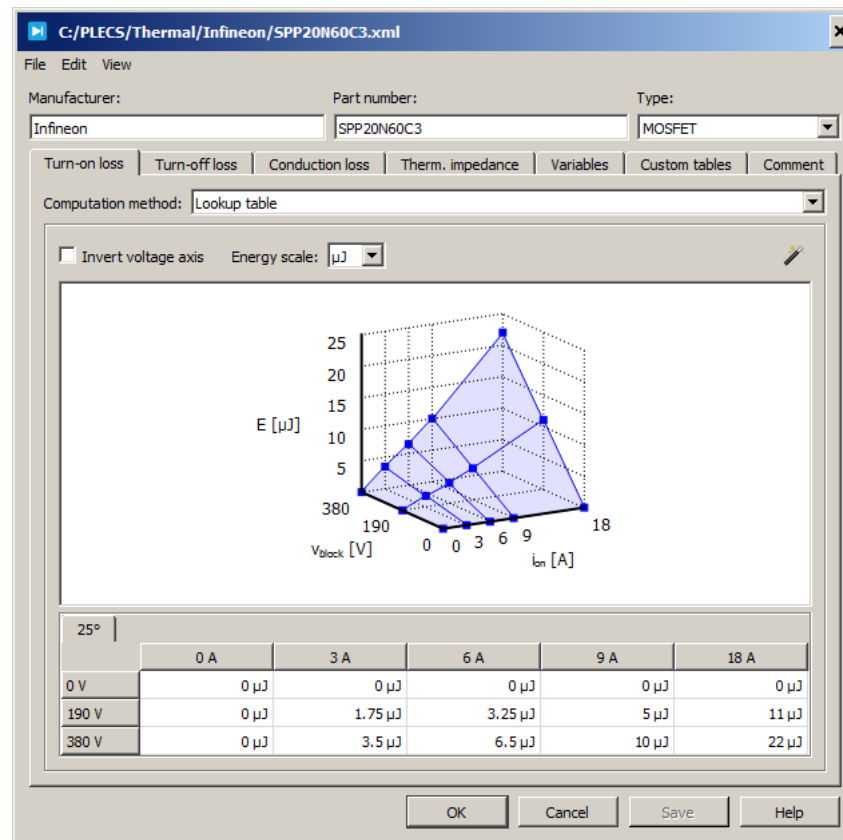 C:/PLECS/Thermal/Infineon/SPP20N60C3.xml
File Edit View
Manufacturer: Part number: Type:
Infineon SPP20N60C3 MOSFET
Turn-on loss Turn-off loss Conduction loss Therm. impedance Variables Custom tables Comment
Computation method: Lookup table
Invert voltage axis Energy scale: µJ
25
20
15
E [µJ]
10
5
380
190
0 0 3 6 9 18
Vblock [V] ion [A]
25°
0 A 3 A 6 A 9 A 18 A
0 V 0 µJ 0 µJ 0 µJ 0 µJ 0 µJ
190 V 0 µJ 1.75 µJ 3.25 µJ 5 µJ 11 µJ
380 V 0 µJ 3.5 µJ 6.5 µJ 10 µJ 22 µJ
OK Cancel Save Help